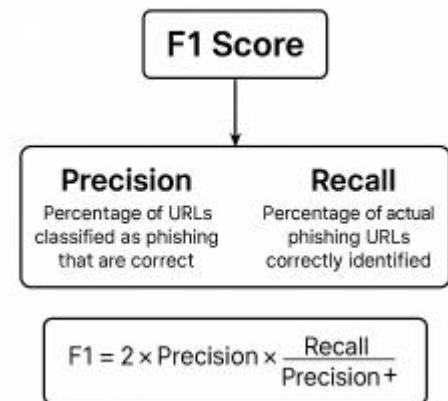 F1 Score
Precision
Percentage of URLs
classified as phishing
that are correct
Recall
Percentage of actual
phishing URLs
correctly identified
F1 = 2 × Precision × Recall / Precision +